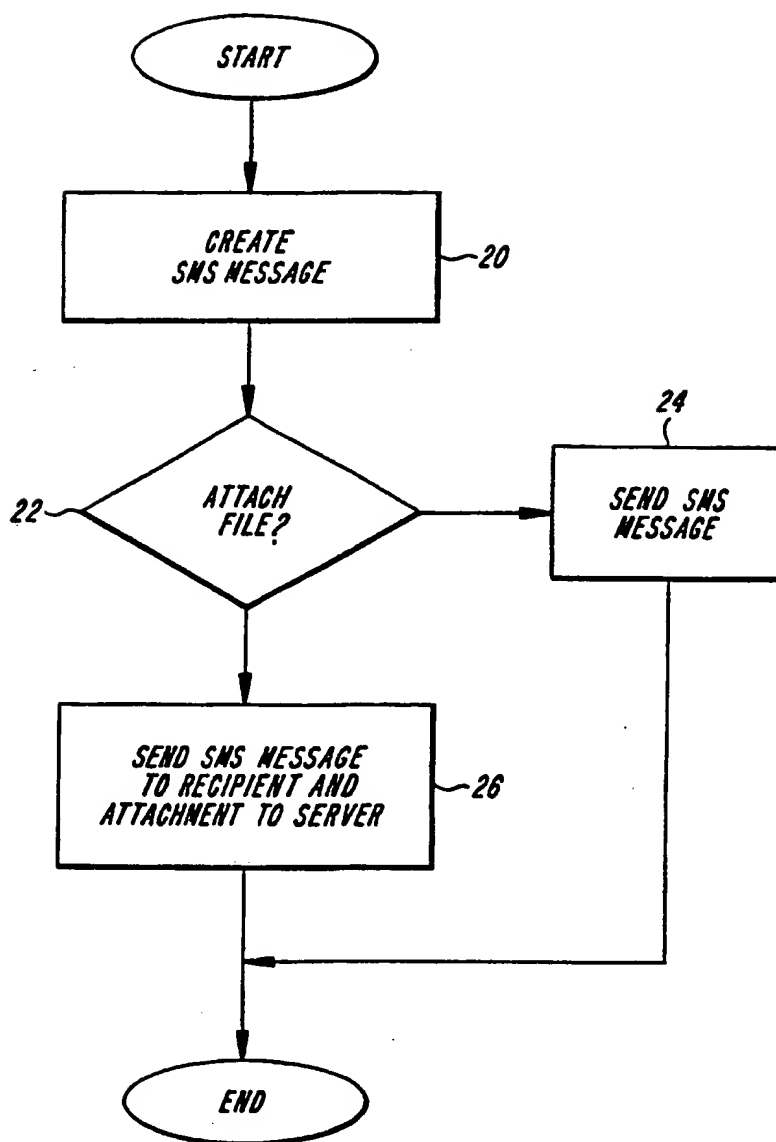 START
CREATE
SMS MESSAGE
20
ATTACH
FILE?
22
24
SEND SMS
MESSAGE
SEND SMS MESSAGE
TO RECIPIENT AND
ATTACHMENT TO SERVER
26
END